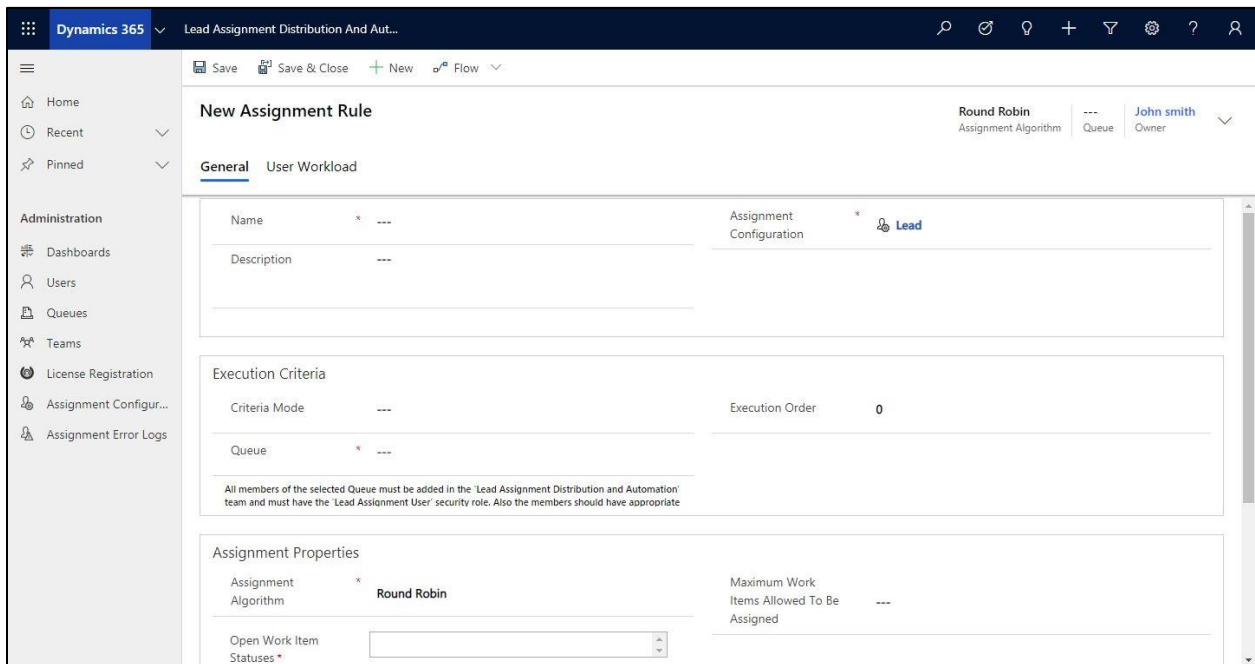 Dynamics 365 Lead Assignment Distribution And Aut...
Save Save & Close New Flow
Home
Recent
Pinned
Administration
Dashboards
Users
Queues
Teams
License Registration
Assignment Configur...
Assignment Error Logs
New Assignment Rule
Round Robin
Assignment Algorithm
---
Queue
John smith
Owner
General User Workload
Name * ---
Assignment
Configuration
* Lead
Description ---
Execution Criteria
Criteria Mode ---
Execution Order 0
Queue * ---
All members of the selected Queue must be added in the 'Lead Assignment Distribution and Automation'
team and must have the 'Lead Assignment User' security role. Also the members should have appropriate
Assignment Properties
Assignment
Algorithm
* Round Robin
Maximum Work
Items Allowed To Be
Assigned
---
Open Work Item
Statuses *